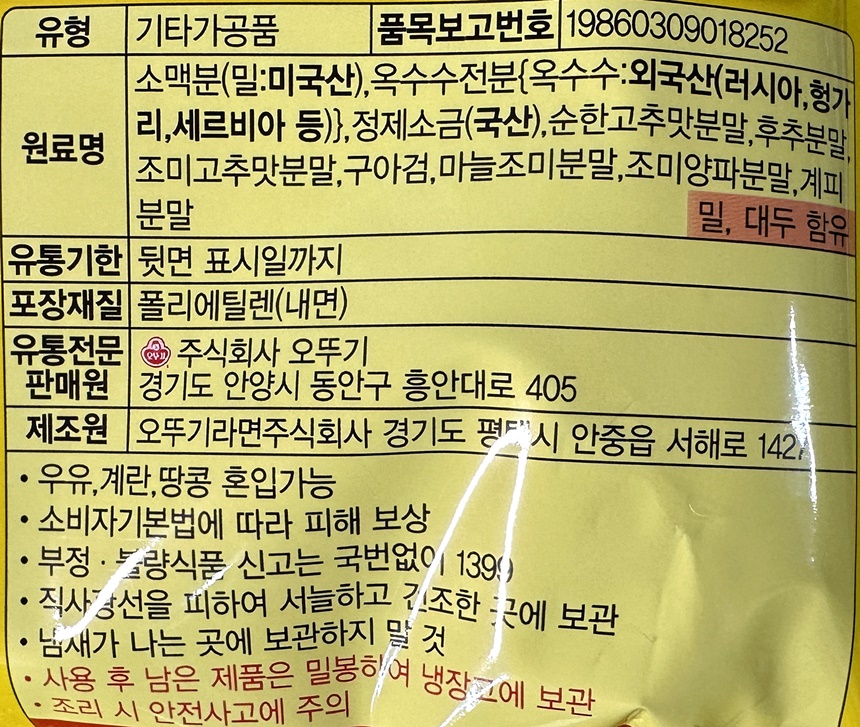 유형 기타가공품 품목보고번호 19860309018252
소맥분(밀:미국산),옥수수전분{옥수수:외국산(러시아,헝가
원료명 리,세르비아 등)},정제소금(국산),순한고추맛분말,후추분말,
조미고추맛분말,구아검,마늘조미분말,조미양파분말,계피
분말 밀, 대두 함유
유통기한 뒷면 표시일까지
포장재질 폴리에틸렌(내면)
유통전문 오뚜기 주식회사 오뚜기
판매원 경기도 안양시 동안구 흥안대로 405
제조원 오뚜기라면주식회사 경기도 평택시 안중읍 서해로 1427
• 우유,계란,땅콩 혼입가능
• 소비자기본법에 따라 피해 보상
• 부정·불량식품 신고는 국번없이 1399
• 직사광선을 피하여 서늘하고 건조한 곳에 보관
• 냄새가 나는 곳에 보관하지 말 것
• 사용 후 남은 제품은 밀봉하여 냉장고에 보관
• 조리 시 안전사고에 주의